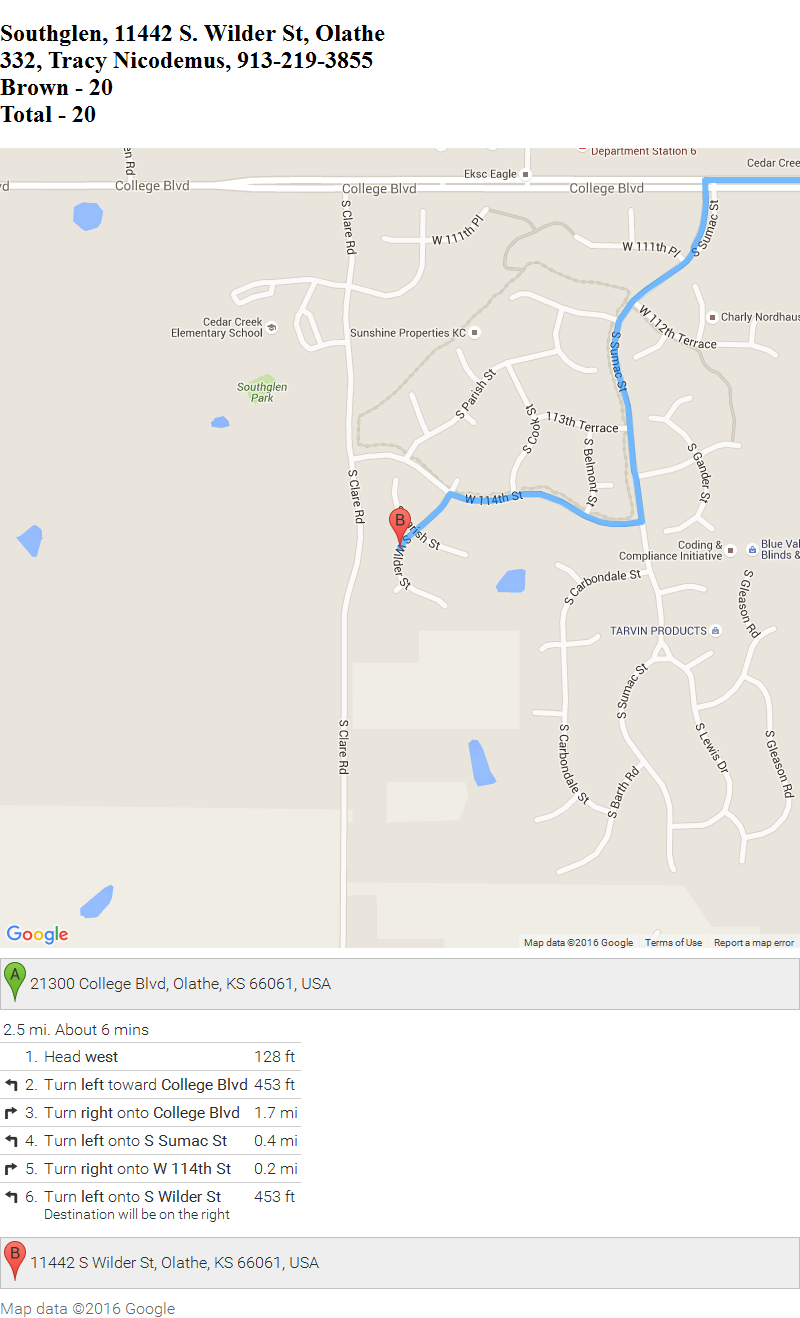 Southglen, 11442 S. Wilder St, Olathe
332, Tracy Nicodemus, 913-219-3855
Brown - 20
Total - 20
en Rd
Department Station 6
Cedar Cree
Eksc Eagle
vd
College Blvd
College Blvd
College Blvd
S Clare Rd
W 111th Pl
S Sumac St
W 111th Pl
Cedar Creek
Elementary School
Sunshine Properties KC
W 112th Terrace
Charly Nordhaus
S Sumac St
Southglen
Park
S Parish St
S Cook St
113th Terrace
S Belmont St
S Gander St
S Clare Rd
W 114th St
S Parish St
B
S Wilder St
Coding &
Compliance Initiative
Blue Val
Blinds &
S Carbondale St
S Gleason Rd
TARVIN PRODUCTS
S Sumac St
S Clare Rd
S Carbondale St
S Lewis Dr
S Gleason Rd
S Barth Rd
Google
Map data ©2016 Google
Terms of Use
Report a map error
A
21300 College Blvd, Olathe, KS 66061, USA
2.5 mi. About 6 mins
1. Head west 128 ft
2. Turn left toward College Blvd 453 ft
3. Turn right onto College Blvd 1.7 mi
4. Turn left onto S Sumac St 0.4 mi
5. Turn right onto W 114th St 0.2 mi
6. Turn left onto S Wilder St 453 ft
Destination will be on the right
B
11442 S Wilder St, Olathe, KS 66061, USA
Map data ©2016 Google